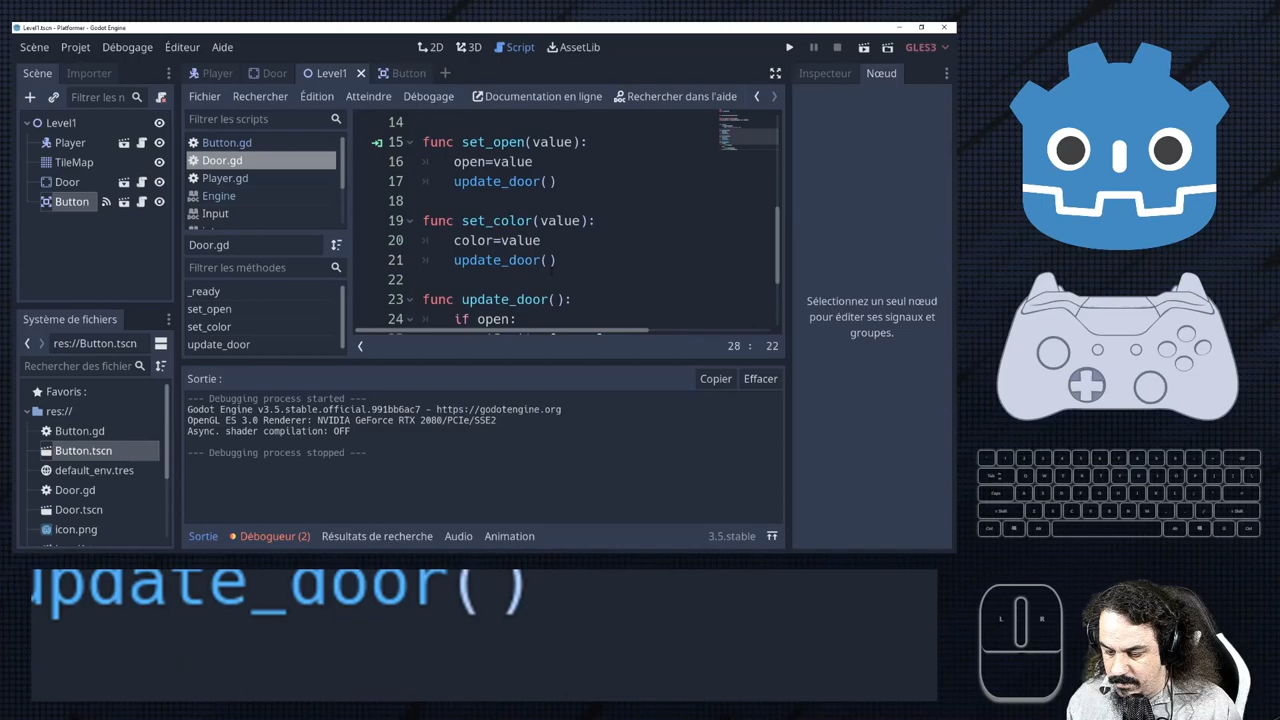 Level1.tscn - Platformer - Godot Engine
Scène Projet Débogage Éditeur Aide
2D 3D Script AssetLib
GLES3
Scène Importer
Player Door Level1 Button
Inspecteur Nœud
Filtrer les n
Fichier Rechercher Édition Atteindre Débogage Documentation en ligne Rechercher dans l'aide
Level1
Player
TileMap
Door
Button
Filtrer les scripts
Button.gd
Door.gd
Player.gd
Engine
Input
Door.gd
Filtrer les méthodes
_ready
set_open
set_color
update_door
14
15 func set_open(value):
16 open=value
17 update_door()
18
19 func set_color(value):
20 color=value
21 update_door()
22
23 func update_door():
24 if open:
28 : 22
Sélectionnez un seul nœud
pour éditer ses signaux et
groupes.
Système de fichiers
res://Button.tscn
Rechercher des fichier
Favoris :
res://
Button.gd
Button.tscn
default_env.tres
Door.gd
Door.tscn
icon.png
Sortie :
Copier Effacer
--- Debugging process started ---
Godot Engine v3.5.stable.official.991bb6ac7 - https://godotengine.org
OpenGL ES 3.0 Renderer: NVIDIA GeForce RTX 2080/PCIe/SSE2
Async. shader compilation: OFF
--- Debugging process stopped ---
Sortie Débogueur (2) Résultats de recherche Audio Animation 3.5.stable
update_door()
L R